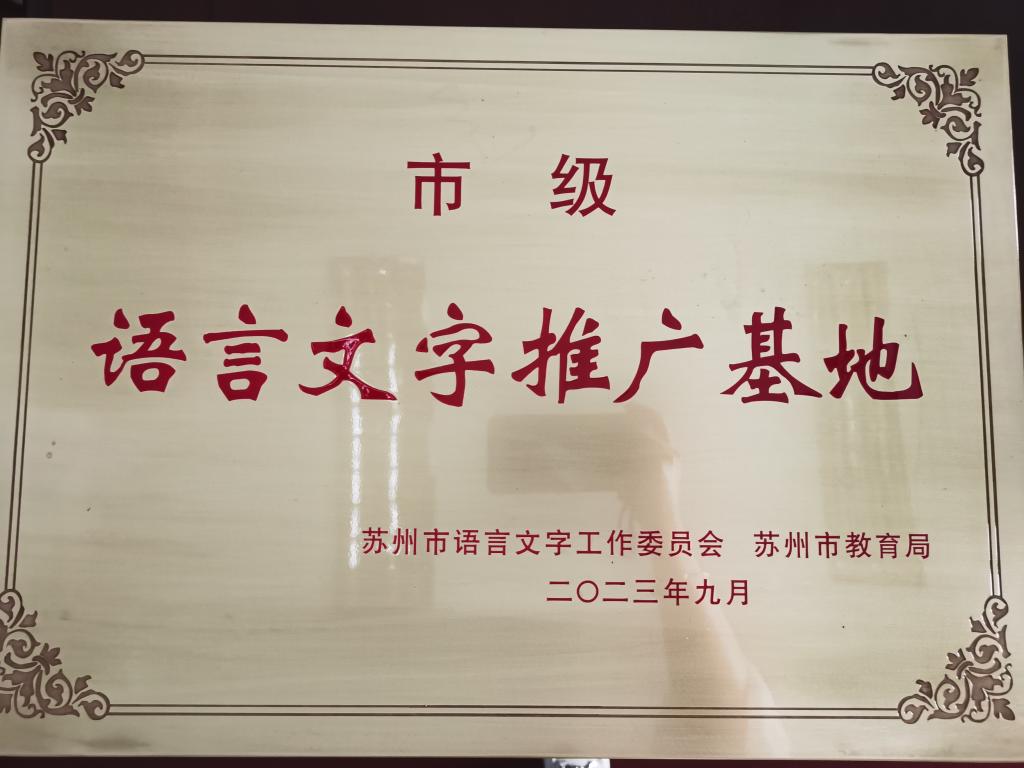 市 级
语言文字推广基地
苏州市语言文字工作委员会 苏州市教育局
二〇二三年九月